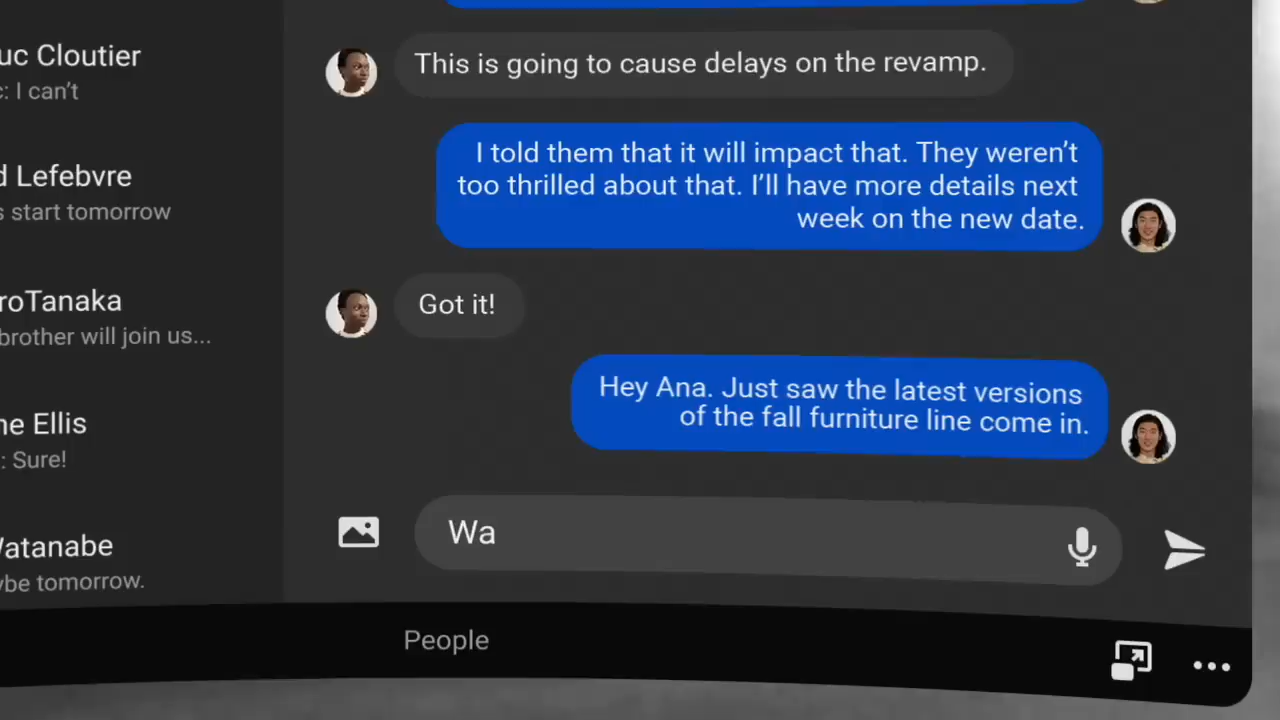 uc Cloutier
c: I can't
d Lefebvre
s start tomorrow
roTanaka
brother will join us...
ne Ellis
: Sure!
Watanabe
ybe tomorrow.
This is going to cause delays on the revamp.
I told them that it will impact that. They weren't
too thrilled about that. I'll have more details next
week on the new date.
Got it!
Hey Ana. Just saw the latest versions
of the fall furniture line come in.
Wa
People